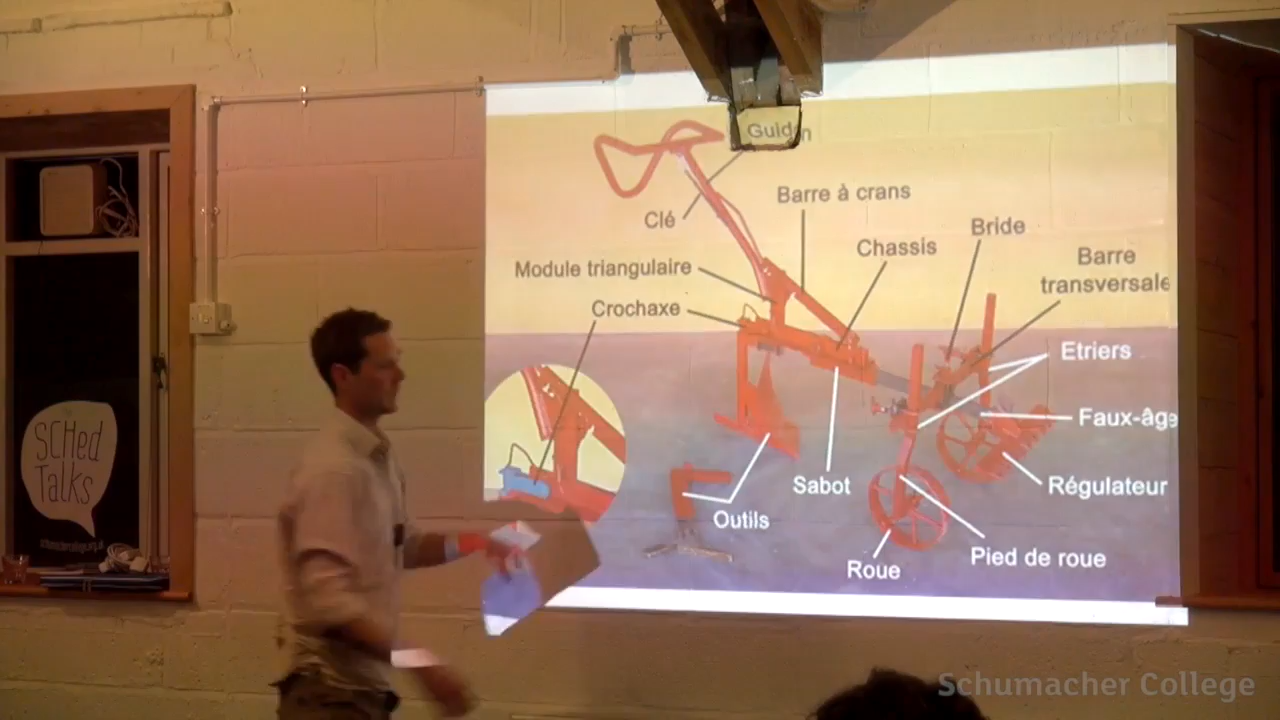 Guidon
Barre à crans
Clé
Bride
Chassis
Barre
transversale
Module triangulaire
Crochaxe
Etriers
Faux-âge
Régulateur
Sabot
Outils
Pied de roue
Roue
SCHed
Talks
Schumacher College